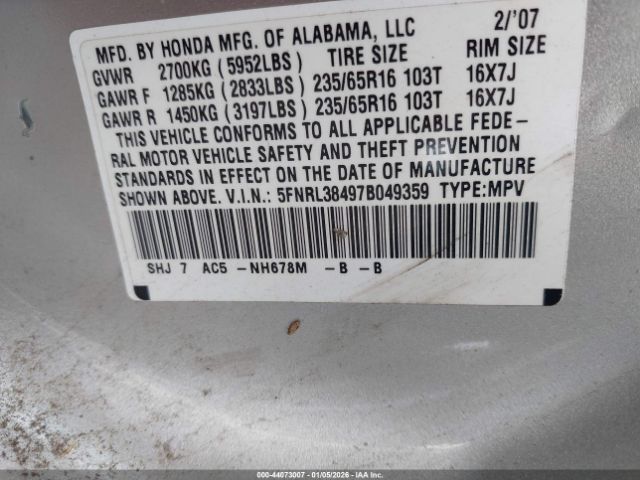 MFD. BY HONDA MFG. OF ALABAMA, LLC 2/'07
GVWR 2700KG (5952LBS) TIRE SIZE RIM SIZE
GAWR F 1285KG (2833LBS) 235/65R16 103T 16X7J
GAWR R 1450KG (3197LBS) 235/65R16 103T 16X7J
THIS VEHICLE CONFORMS TO ALL APPLICABLE FEDE-
RAL MOTOR VEHICLE SAFETY AND THEFT PREVENTION
STANDARDS IN EFFECT ON THE DATE OF MANUFACTURE
SHOWN ABOVE. V.I.N.: 5FNRL38497B049359 TYPE:MPV
SHJ 7 AC5 -NH678M -B -B
000-44073007 - 01/05/2026 - IAAI.COM